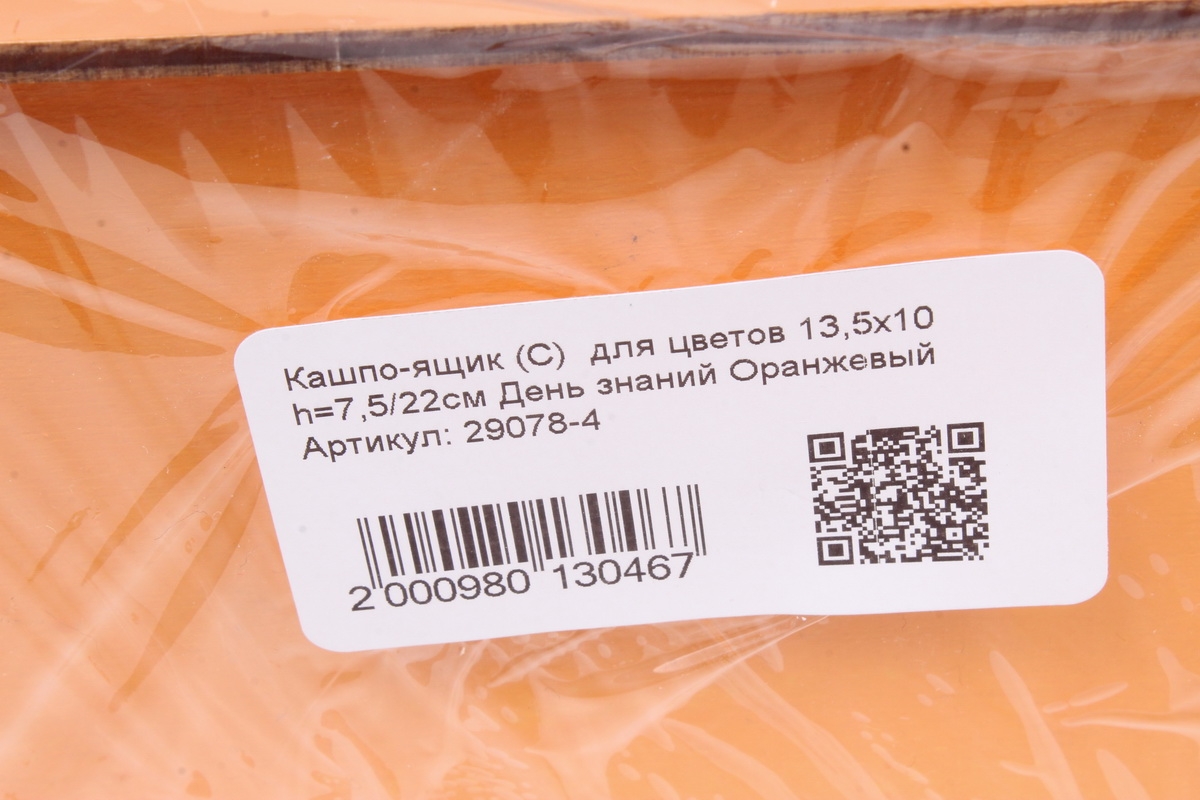 Кашпо-ящик (С)  для цветов 13,5х10
h=7,5/22см День знаний Оранжевый
Артикул: 29078-4
2 000980 130467